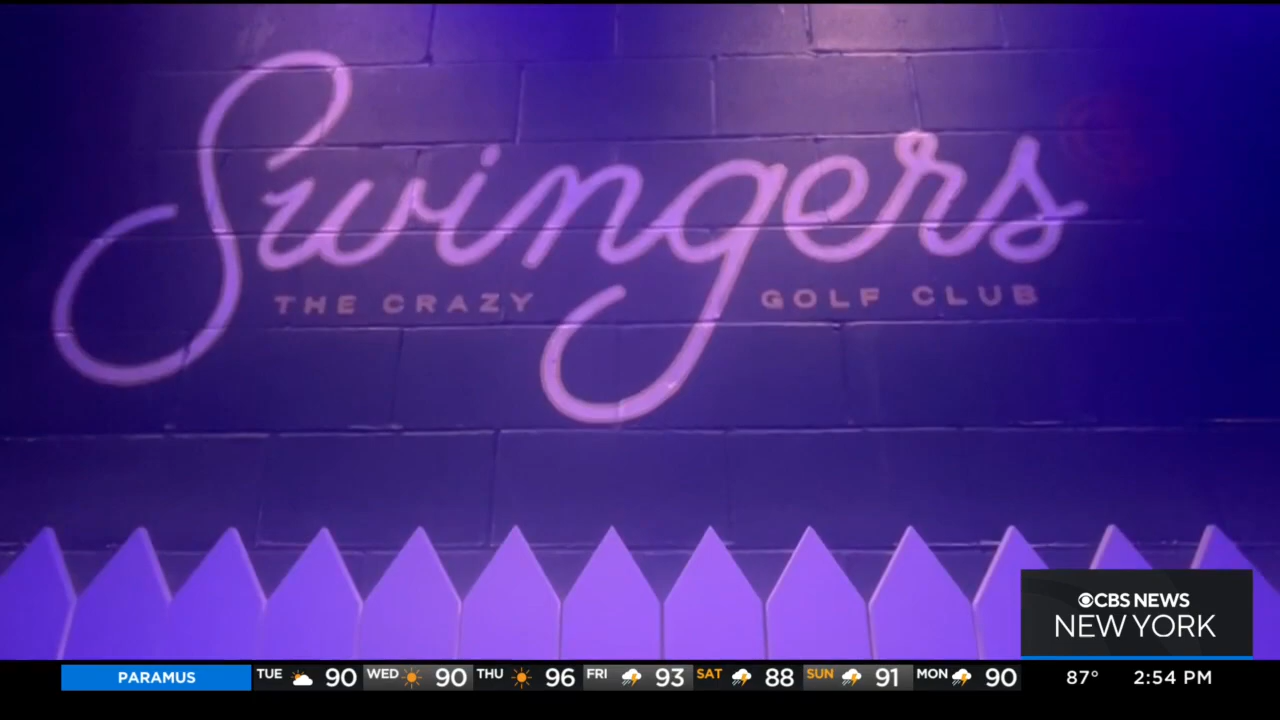 Swingers
THE CRAZY GOLF CLUB
CBS NEWS
NEW YORK
PARAMUS TUE 90 WED 90 THU 96 FRI 93 SAT 88 SUN 91 MON 90 87° 2:54 PM